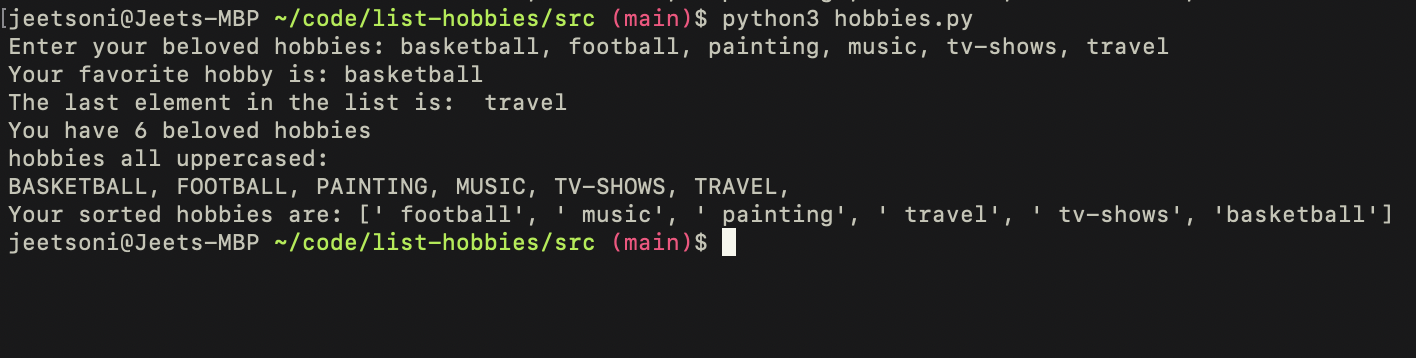 jeetsoni@Jeets-MBP ~/code/list-hobbies/src (main)$ python3 hobbies.py
Enter your beloved hobbies: basketball, football, painting, music, tv-shows, travel
Your favorite hobby is: basketball
The last element in the list is:  travel
You have 6 beloved hobbies
hobbies all uppercased:
BASKETBALL, FOOTBALL, PAINTING, MUSIC, TV-SHOWS, TRAVEL,
Your sorted hobbies are: [' football', ' music', ' painting', ' travel', ' tv-shows', 'basketball']
jeetsoni@Jeets-MBP ~/code/list-hobbies/src (main)$